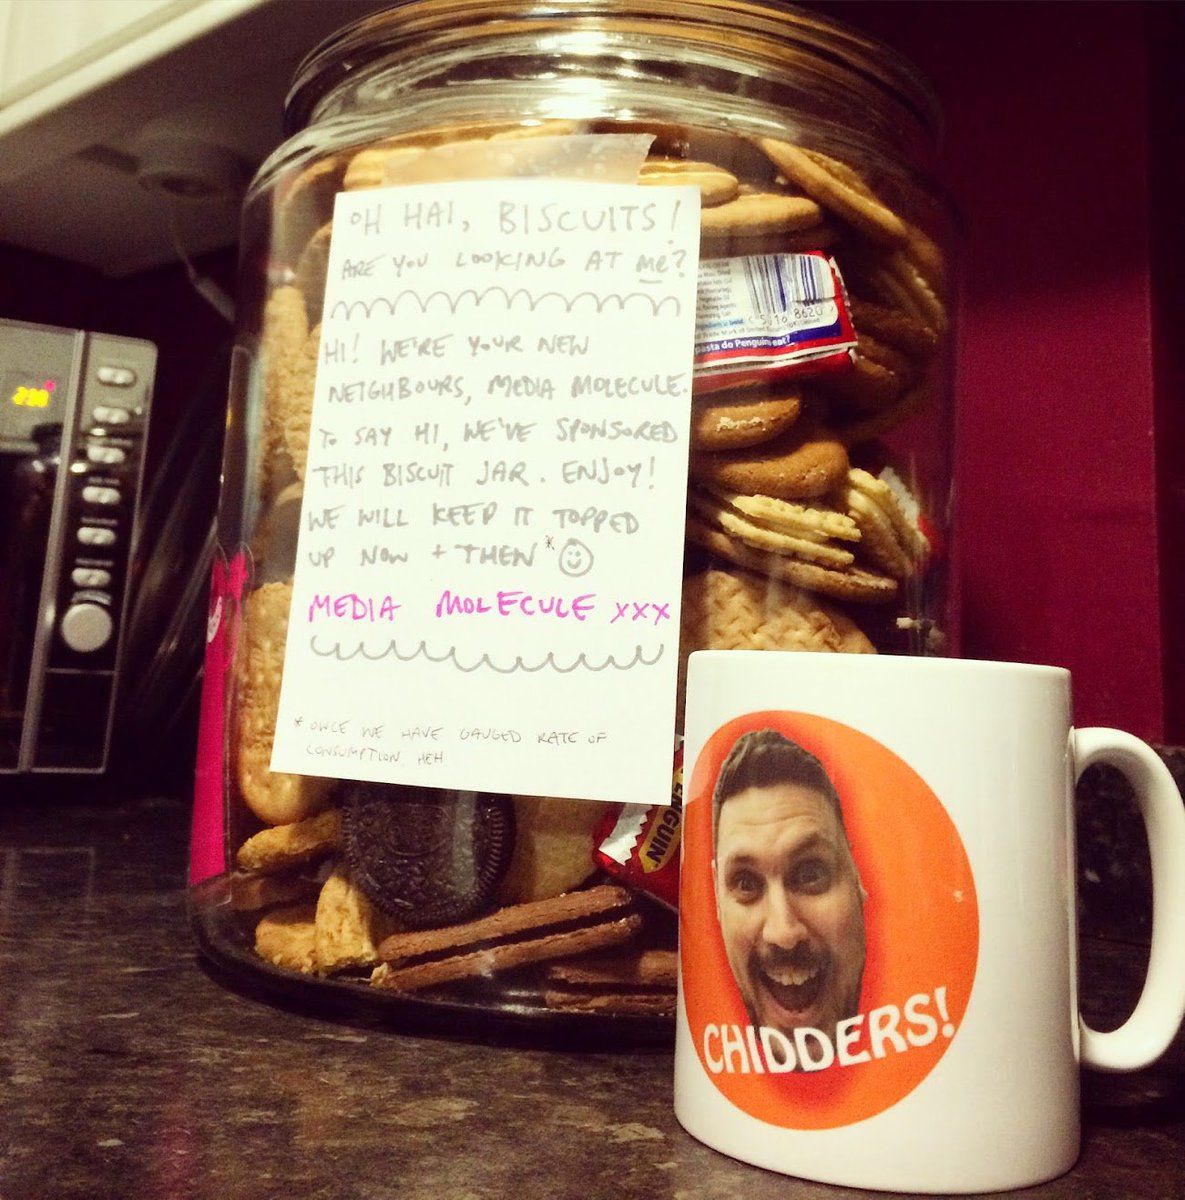 OH HAI, BISCUITS!
ARE YOU LOOKING AT me?
HI! WE'RE YOUR NEW
NEIGHBOURS, MEDIA MOLECULE.
TO SAY HI, WE'VE SPONSORED
THIS BISCUIT JAR. ENJOY!
WE WILL KEEP IT TOPPED
UP NOW + THEN*
MEDIA MOLECULE xxx
* ONCE WE HAVE GAUGED RATE OF
CONSUMPTION, HEH
pasta do Penguins eat?
PENGUIN
CHIDDERS!